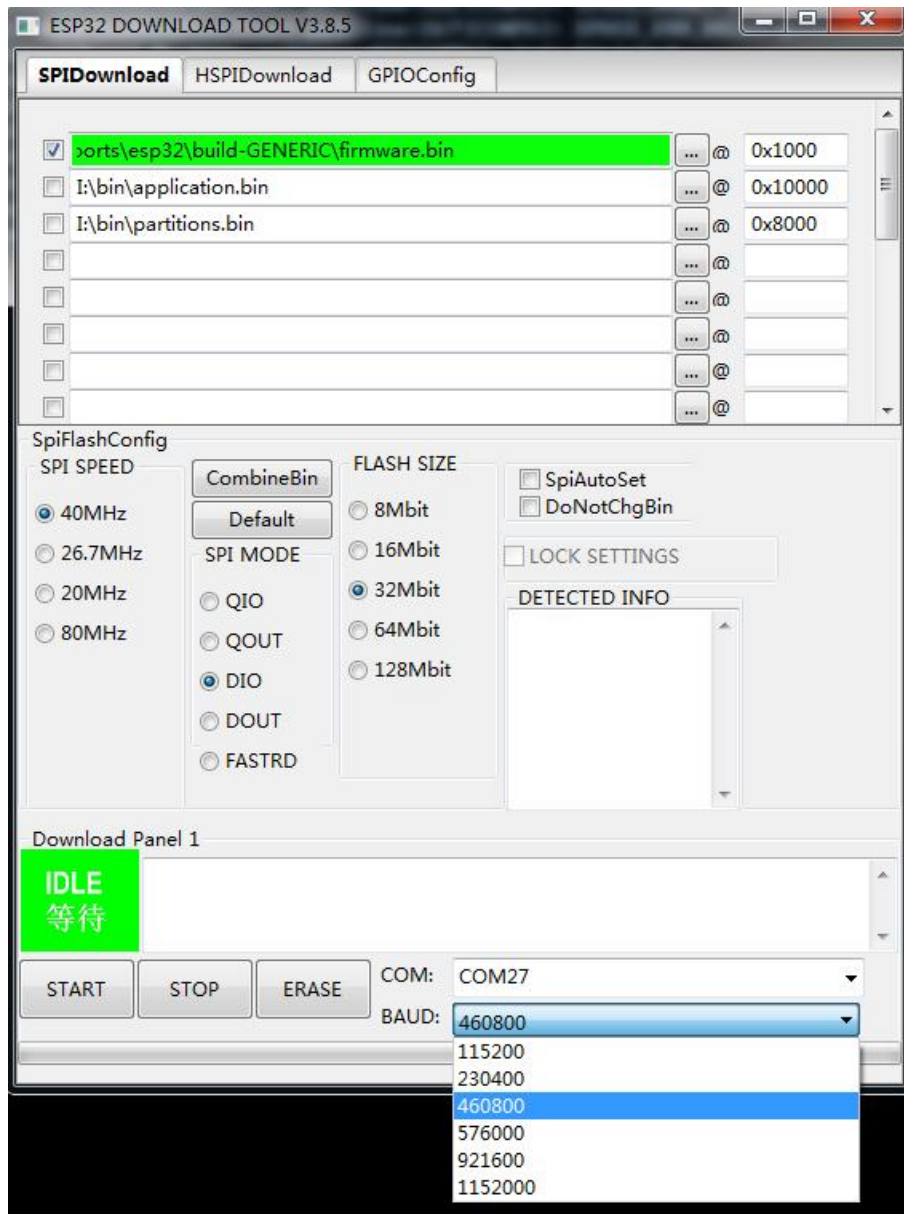 ESP32 DOWNLOAD TOOL V3.8.5
SPIDownload HSPIDownload GPIOConfig
ports\esp32\build-GENERIC\firmware.bin ... @ 0x1000
I:\bin\application.bin ... @ 0x10000
I:\bin\partitions.bin ... @ 0x8000
... @
... @
... @
... @
... @
SpiFlashConfig
SPI SPEED
40MHz
26.7MHz
20MHz
80MHz
CombineBin
Default
SPI MODE
QIO
QOUT
DIO
DOUT
FASTRD
FLASH SIZE
8Mbit
16Mbit
32Mbit
64Mbit
128Mbit
SpiAutoSet
DoNotChgBin
LOCK SETTINGS
DETECTED INFO
Download Panel 1
IDLE
等待
START STOP ERASE
COM: COM27
BAUD: 460800
115200
230400
460800
576000
921600
1152000